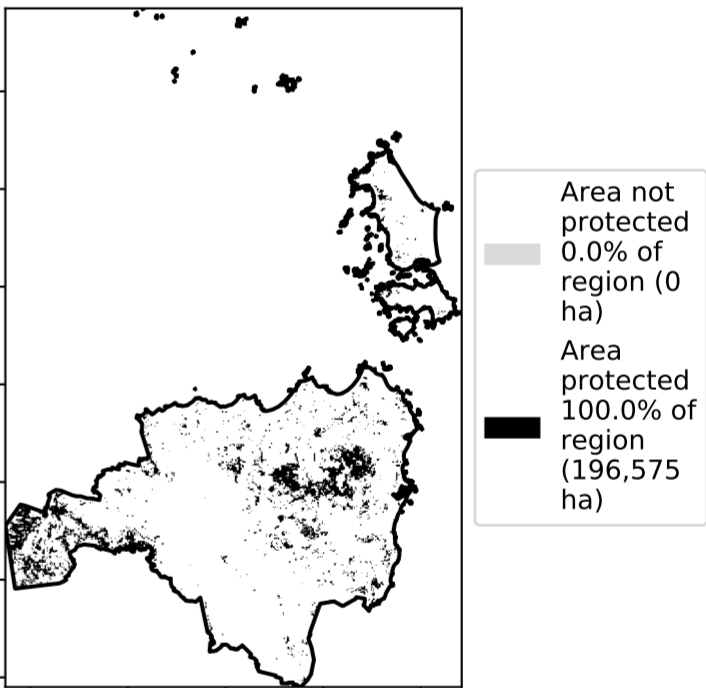 Area not
protected
0.0% of
region (0
ha)
Area
protected
100.0% of
region
(196,575
ha)